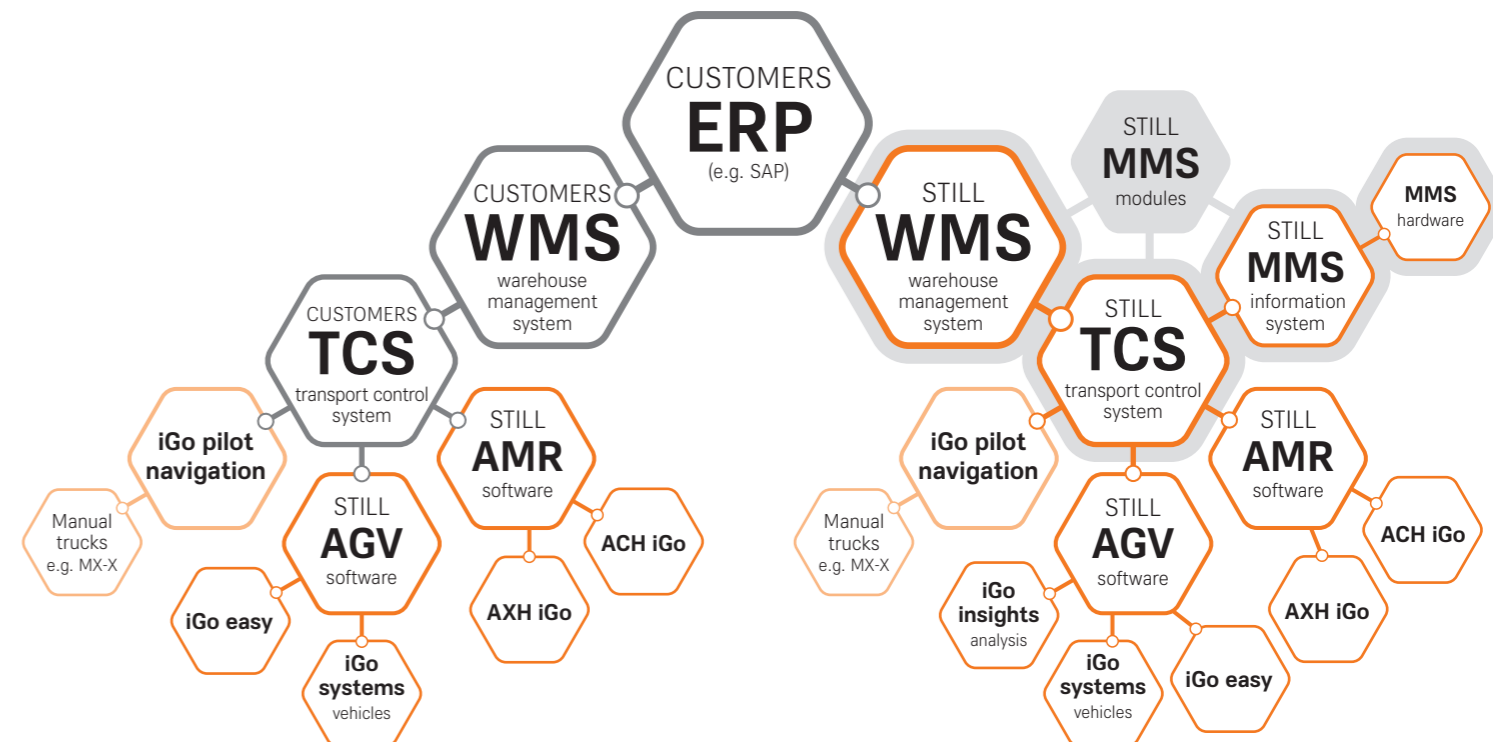 CUSTOMERS
ERP
(e.g. SAP)
CUSTOMERS
WMS
warehouse
management
system
CUSTOMERS
TCS
transport control
system
iGo pilot
navigation
Manual
trucks
e.g. MX-X
STILL
AGV
software
iGo easy
iGo
systems
vehicles
STILL
AMR
software
AXH iGo
ACH iGo
STILL
WMS
warehouse
management
system
STILL
MMS
modules
STILL
MMS
information
system
MMS
hardware
STILL
TCS
transport control
system
iGo pilot
navigation
Manual
trucks
e.g. MX-X
STILL
AGV
software
iGo
insights
analysis
iGo
systems
vehicles
iGo easy
STILL
AMR
software
AXH iGo
ACH iGo